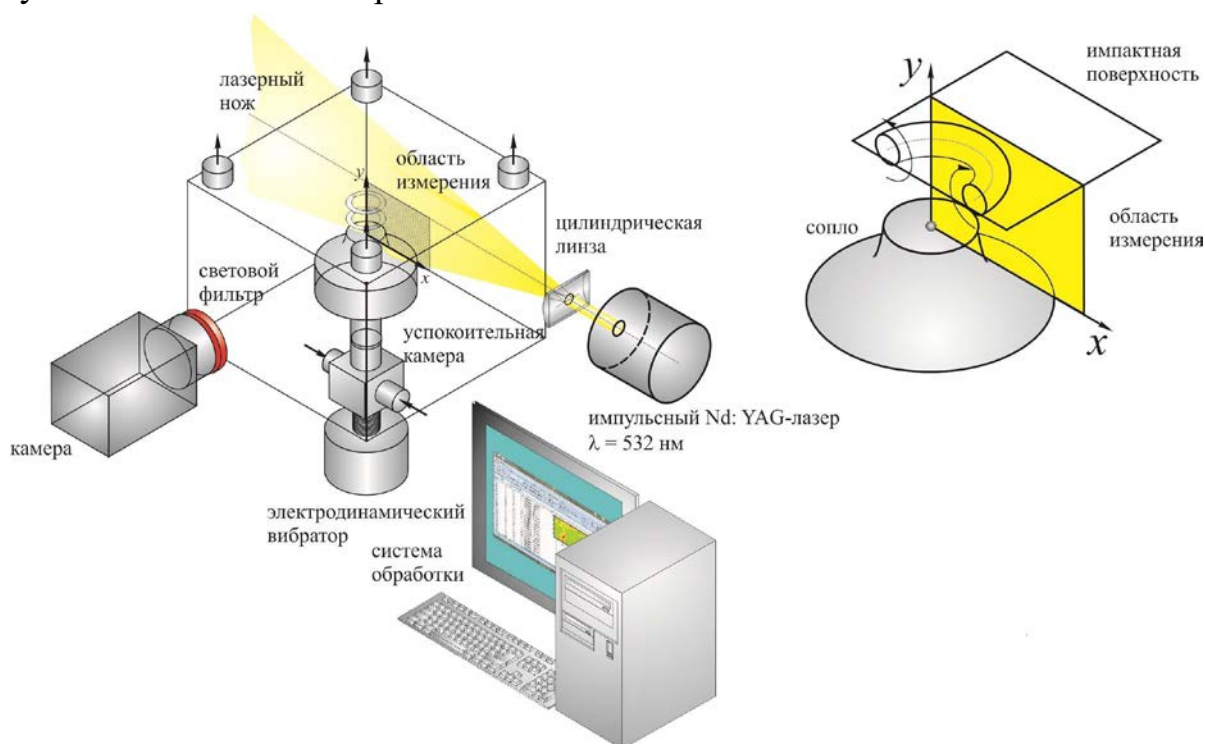 лазерный
нож
область
измерения
y
x
цилиндрическая
линза
световой
фильтр
успокоительная
камера
камера
импульсный Nd: YAG-лазер
λ = 532 нм
электродинамический
вибратор
система
обработки
y
импактная
поверхность
сопло
область
измерения
x